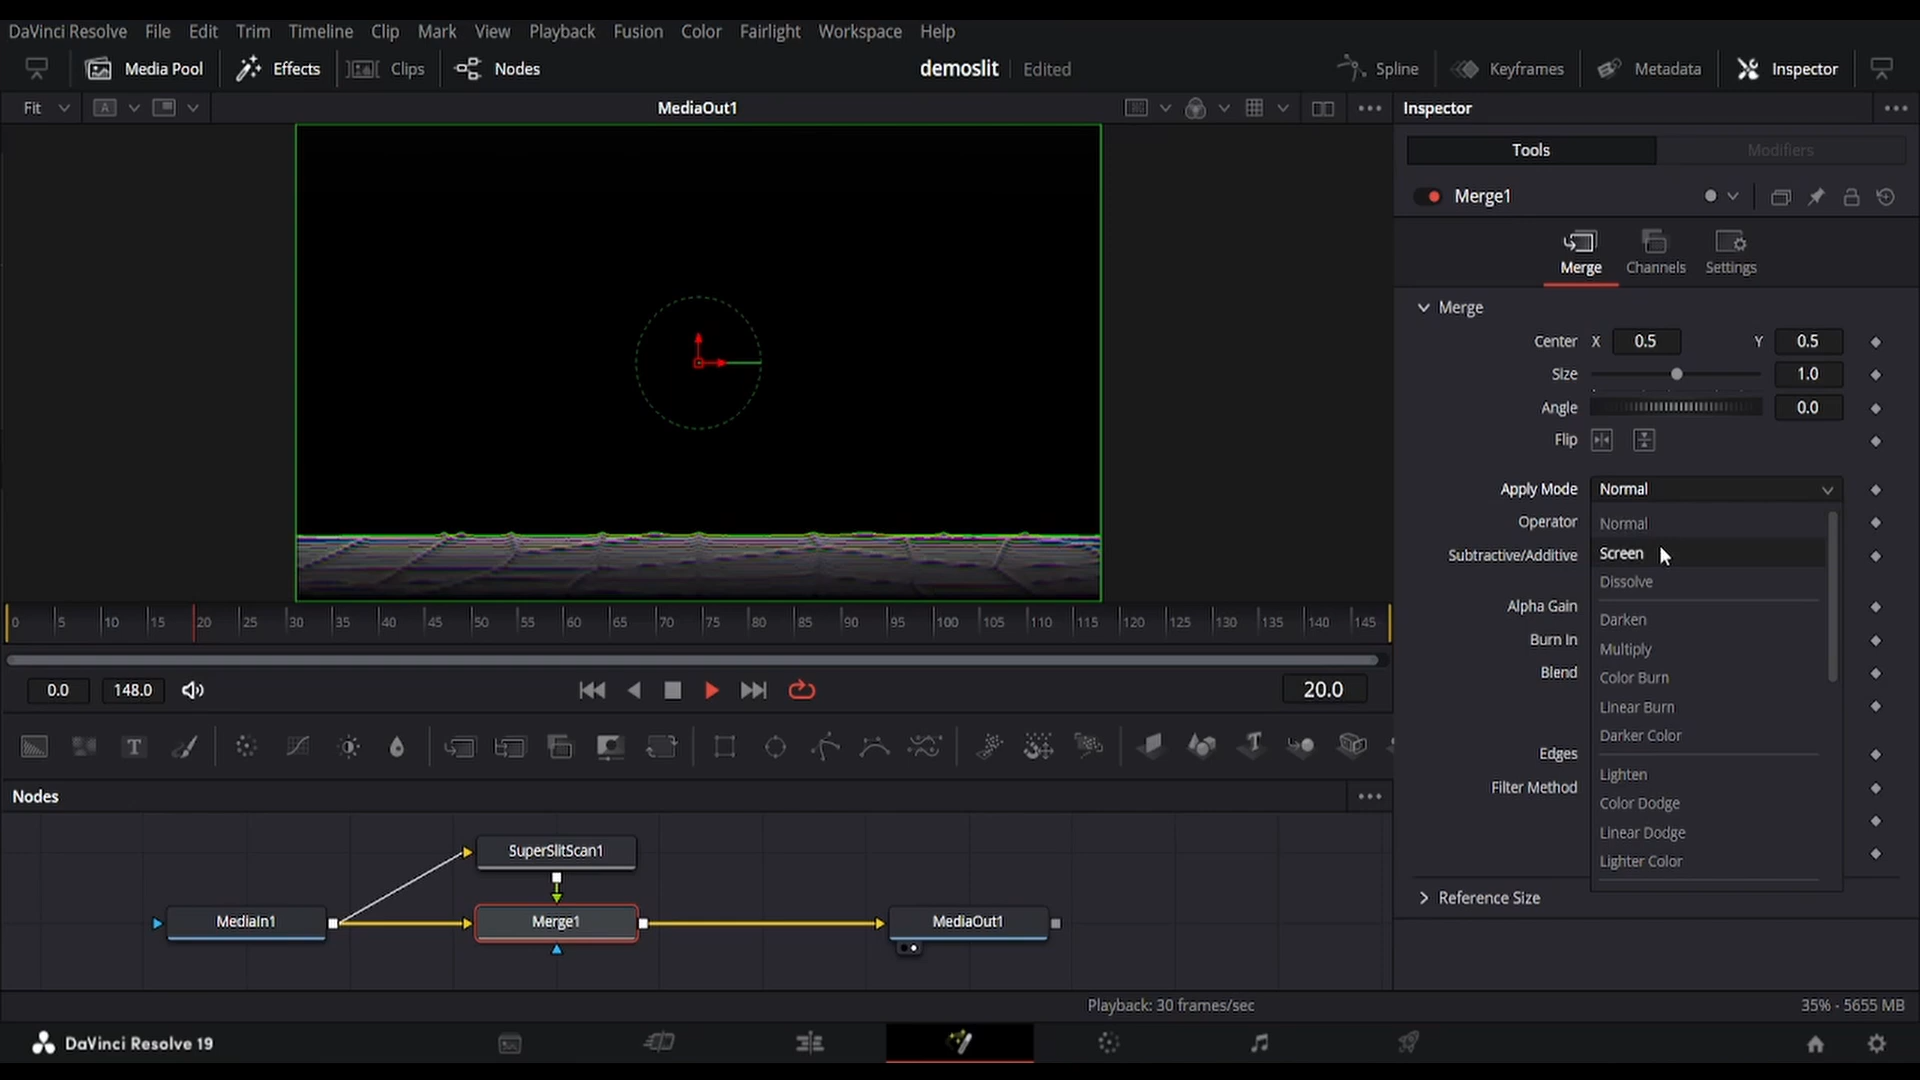 DaVinci Resolve File Edit Trim Timeline Clip Mark View Playback Fusion Color Fairlight Workspace Help
Media Pool Effects Clips Nodes demoslit Edited Spline Keyframes Metadata Inspector
Fit A MediaOut1 Inspector
Tools Modifiers
Merge1
Merge Channels Settings
Merge
Center X 0.5 Y 0.5
Size 1.0
Angle 0.0
Flip
Apply Mode Normal
Operator Normal
Screen
Subtractive/Additive
Dissolve
Alpha Gain
Darken
0 5 10 15 20 25 30 35 40 45 50 55 60 65 70 75 80 85 90 95 100 105 110 115 120 125 130 135 140 145
Burn In
Multiply
Blend
Color Burn
0.0 148.0 20.0
Linear Burn
Darker Color
Edges
Lighten
Filter Method
Color Dodge
Nodes
Linear Dodge
Lighter Color
Reference Size
SuperSlitScan1
MediaIn1 Merge1 MediaOut1
Playback: 30 frames/sec 35% - 5655 MB
DaVinci Resolve 19